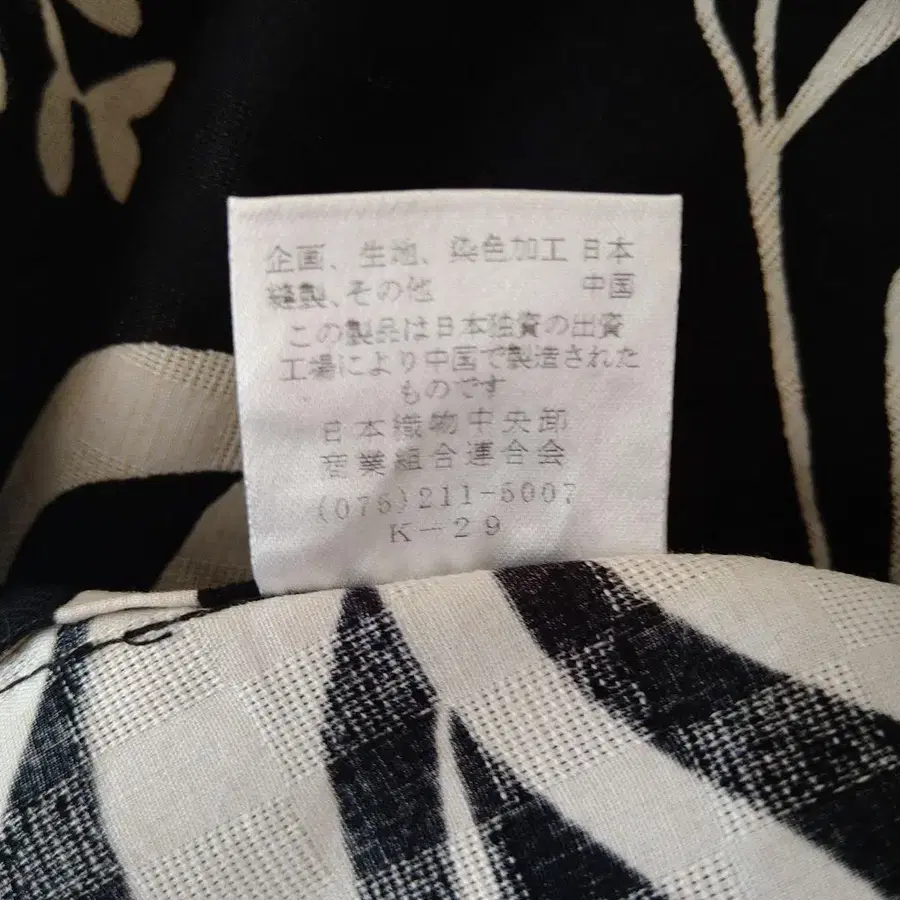 企画、生地、染色加工 日本
縫製、その他 中国
この製品は日本独資の出資
工場により中国で製造された
ものです
日本織物中央卸
商業組合連合会
(075)211-5007
K-29